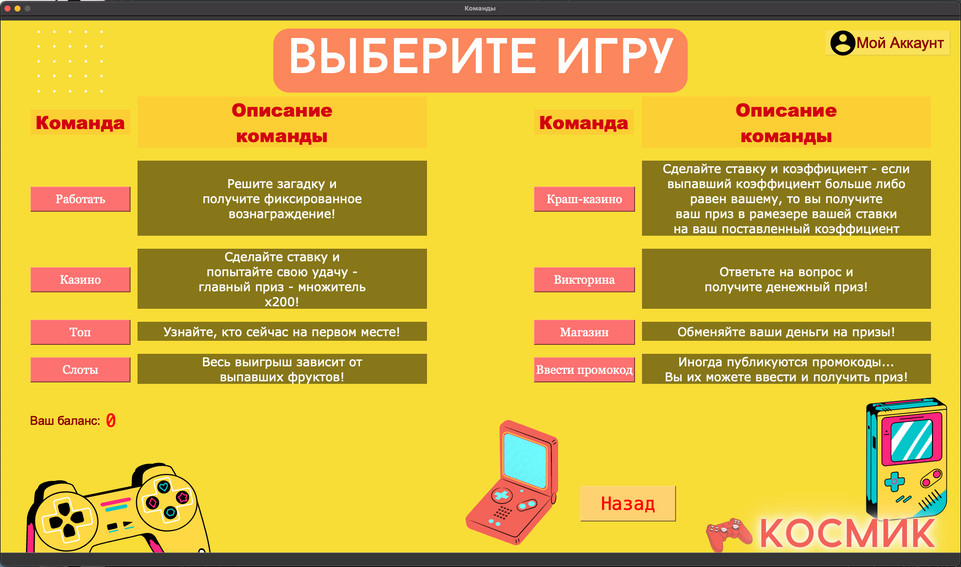 Команды
ВЫБЕРИТЕ ИГРУ
Мой Аккаунт
Команда
Описание
команды
Работать
Решите загадку и
получите фиксированное
вознаграждение!
Казино
Сделайте ставку и
попытайте свою удачу -
главный приз - множитель
x200!
Топ
Узнайте, кто сейчас на первом месте!
Слоты
Весь выигрыш зависит от
выпавших фруктов!
Команда
Описание
команды
Краш-казино
Сделайте ставку и коэффициент - если
выпавший коэффициент больше либо
равен вашему, то вы получите
ваш приз в рамезере вашей ставки
на ваш поставленный коэффициент
Викторина
Ответьте на вопрос и
получите денежный приз!
Магазин
Обменяйте ваши деньги на призы!
Ввести промокод
Иногда публикуются промокоды...
Вы их можете ввести и получить приз!
Ваш баланс: 0
Назад
КОСМИК